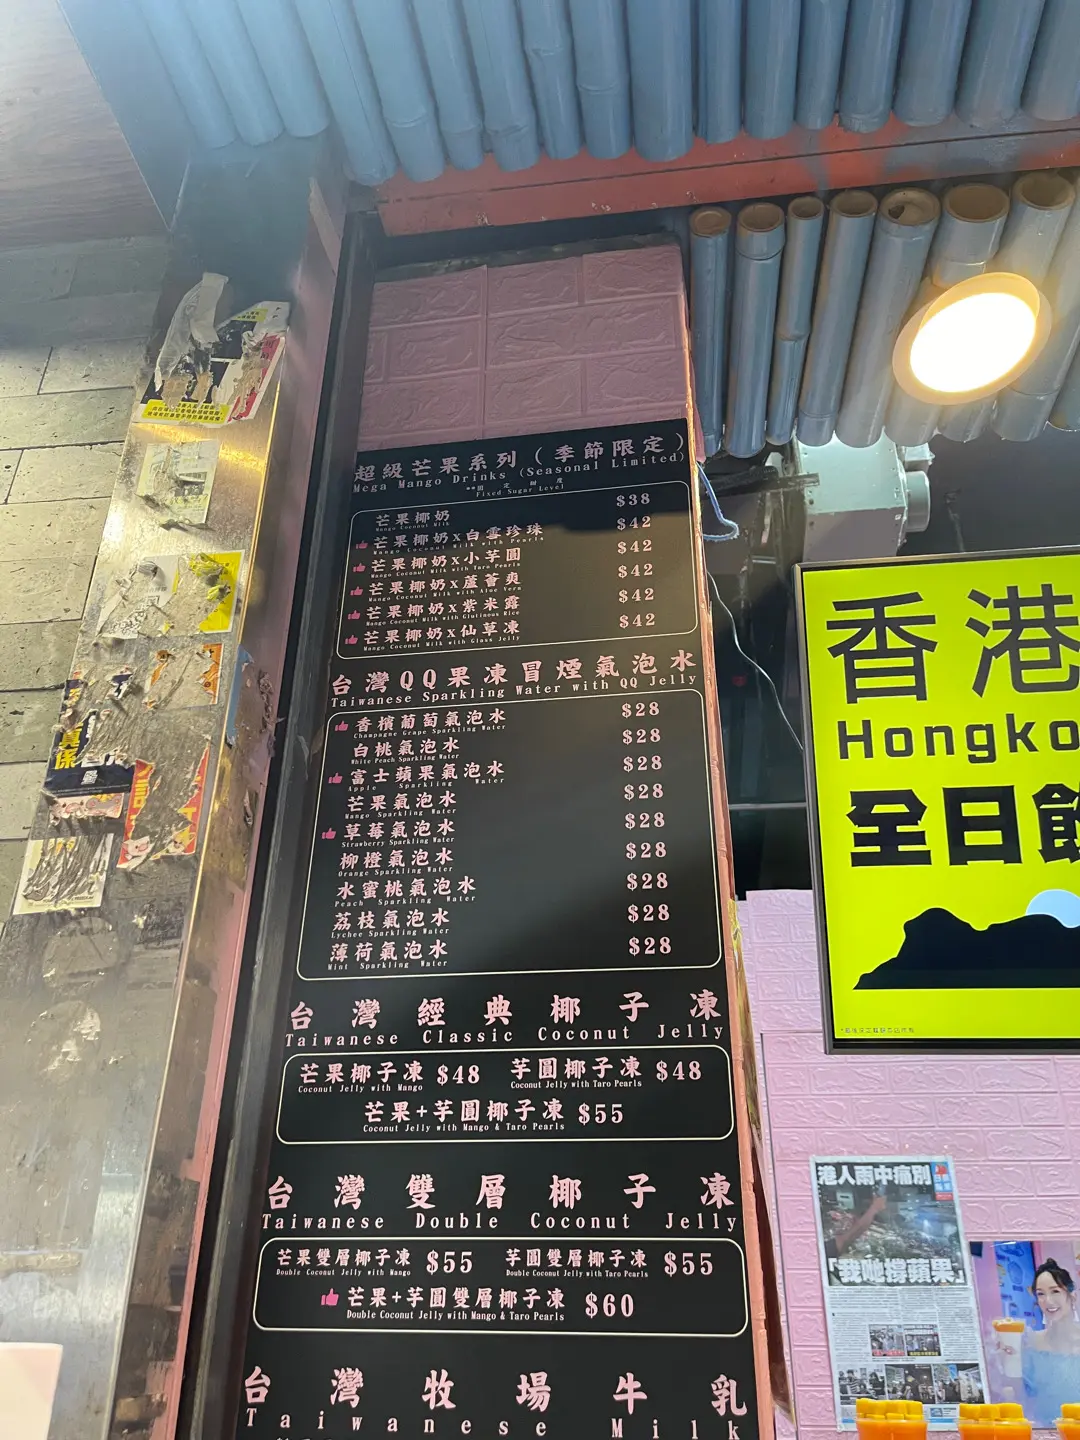 超級芒果系列（季節限定）
Mega Mango Drinks (Seasonal Limited)
**固定甜度
Fixed Sugar Level
芒果椰奶 $38
Mango Coconut Milk
芒果椰奶x白雪珍珠 $42
Mango Coconut Milk with Pearls
芒果椰奶x小芋圓 $42
Mango Coconut Milk with Taro Pearls
芒果椰奶x蘆薈爽 $42
Mango Coconut Milk with Aloe Vera
芒果椰奶x紫米露 $42
Mango Coconut Milk with Glutinous Rice
芒果椰奶x仙草凍 $42
Mango Coconut Milk with Glass Jelly
台灣QQ果凍冒煙氣泡水
Taiwanese Sparkling Water with QQ Jelly
香檳葡萄氣泡水 $28
Champagne Grape Sparkling Water
白桃氣泡水 $28
White Peach Sparkling Water
富士蘋果氣泡水 $28
Apple Sparkling Water
芒果氣泡水 $28
Mango Sparkling Water
草莓氣泡水 $28
Strawberry Sparkling Water
柳橙氣泡水 $28
Orange Sparkling Water
水蜜桃氣泡水 $28
Peach Sparkling Water
荔枝氣泡水 $28
Lychee Sparkling Water
薄荷氣泡水 $28
Mint Sparkling Water
台灣經典椰子凍
Taiwanese Classic Coconut Jelly
芒果椰子凍 $48 芋圓椰子凍 $48
Coconut Jelly with Mango Coconut Jelly with Taro Pearls
芒果+芋圓椰子凍 $55
Coconut Jelly with Mango & Taro Pearls
台灣雙層椰子凍
Taiwanese Double Coconut Jelly
芒果雙層椰子凍 $55 芋圓雙層椰子凍 $55
Double Coconut Jelly with Mango Double Coconut Jelly with Taro Pearls
芒果+芋圓雙層椰子凍 $60
Double Coconut Jelly with Mango & Taro Pearls
台灣牧場牛乳
Taiwanese Milk
香港
Hongko
全日飲
港人雨中痛別
「我哋撐蘋果」
真係